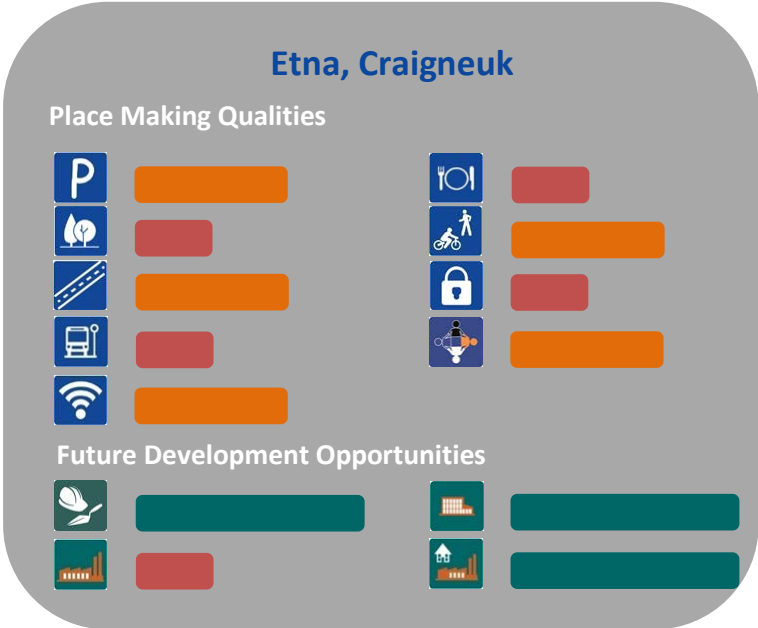 Etna, Craigneuk
Place Making Qualities
P
Future Development Opportunities